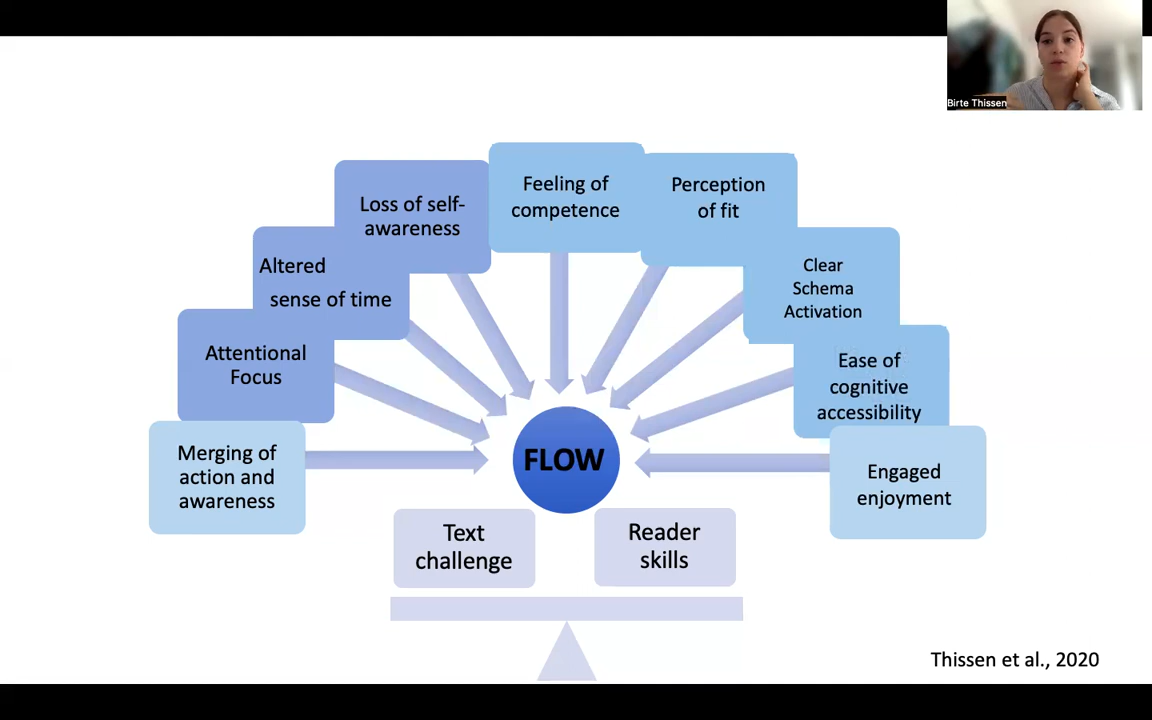 Birte Thissen
Feeling of
competence
Perception
of fit
Loss of self-
awareness
Altered
sense of time
Clear
Schema
Activation
Attentional
Focus
Ease of
cognitive
accessibility
Merging of
action and
awareness
FLOW
Engaged
enjoyment
Text
challenge
Reader
skills
Thissen et al., 2020